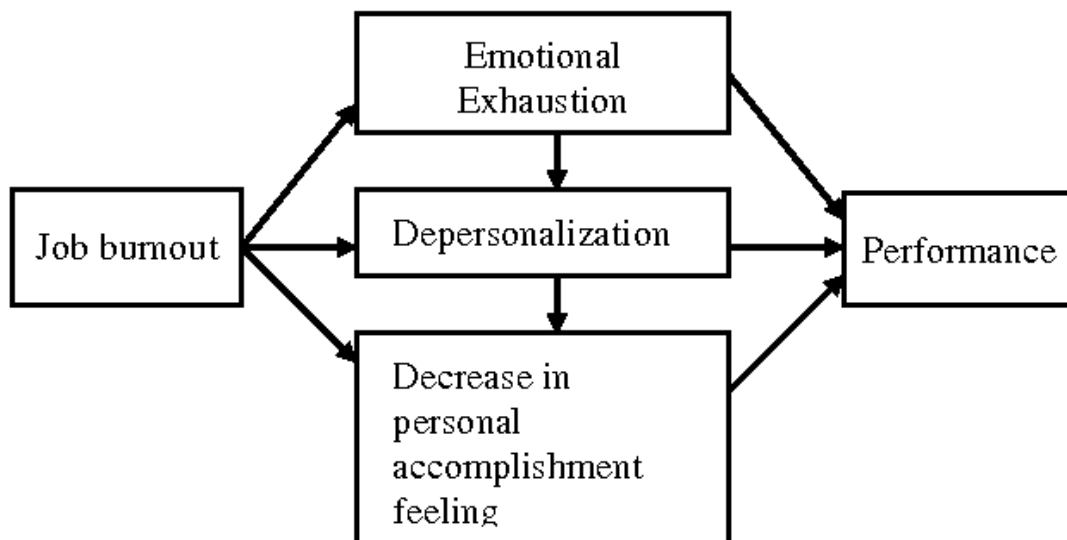 Emotional
Exhaustion
Job burnout
Depersonalization
Performance
Decrease in
personal
accomplishment
feeling